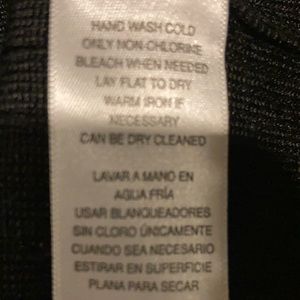 HAND WASH COLD
ONLY NON-CHLORINE
BLEACH WHEN NEEDED
LAY FLAT TO DRY
WARM IRON IF
NECESSARY
CAN BE DRY CLEANED
LAVAR A MANO EN
AGUA FRÍA
USAR BLANQUEADORES
SIN CLORO ÚNICAMENTE
CUANDO SEA NECESARIO
ESTIRAR EN SUPERFICIE
PLANA PARA SECAR